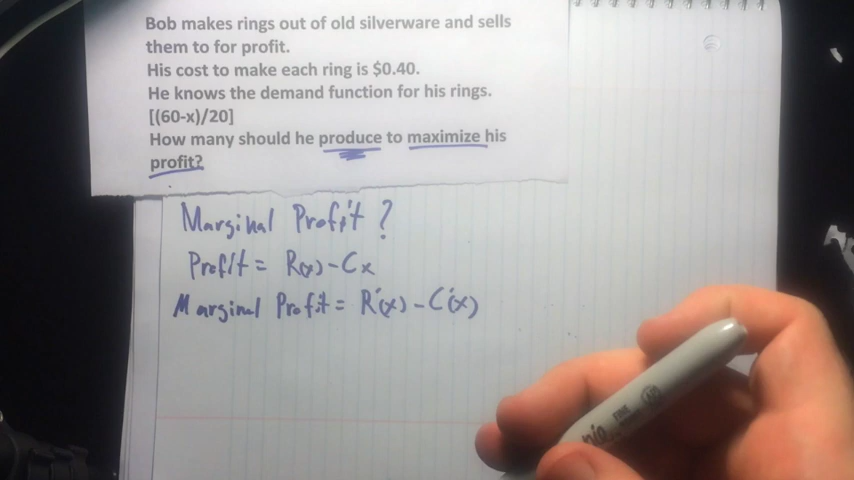 Bob makes rings out of old silverware and sells
them to for profit.
His cost to make each ring is $0.40.
He knows the demand function for his rings.
[(60-x)/20]
How many should he produce to maximize his
profit?
Marginal Profit?
Profit = R(x) - Cx
Marginal Profit = R'(x) - C'(x)
FINE